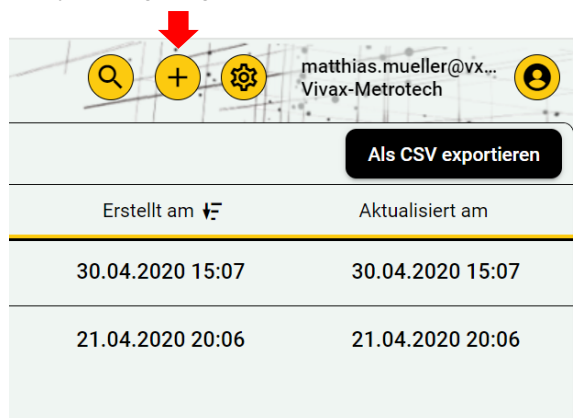 matthias.mueller@vx...
Vivax-Metrotech
Als CSV exportieren
Erstellt am Aktualisiert am
30.04.2020 15:07 30.04.2020 15:07
21.04.2020 20:06 21.04.2020 20:06